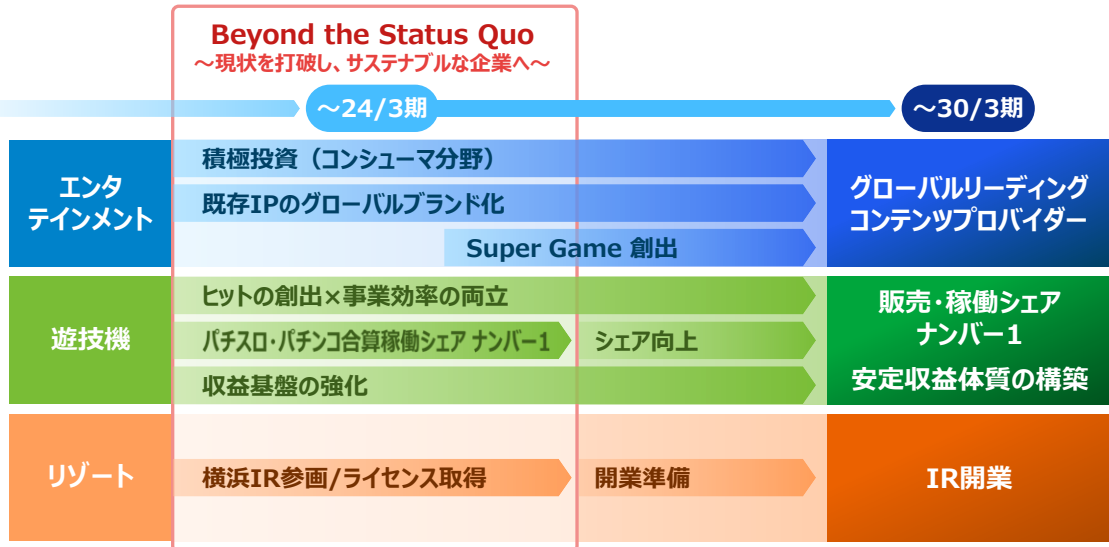 Beyond the Status Quo
~現状を打破し、サステナブルな企業へ~
~24/3期
~30/3期
エンタ
テインメント
積極投資（コンシューマ分野）
既存IPのグローバルブランド化
Super Game 創出
グローバルリーディング
コンテンツプロバイダー
遊技機
ヒットの創出×事業効率の両立
パチスロ・パチンコ合算稼働シェア ナンバー1
シェア向上
収益基盤の強化
販売・稼働シェア
ナンバー1
安定収益体質の構築
リゾート
横浜IR参画/ライセンス取得
開業準備
IR開業